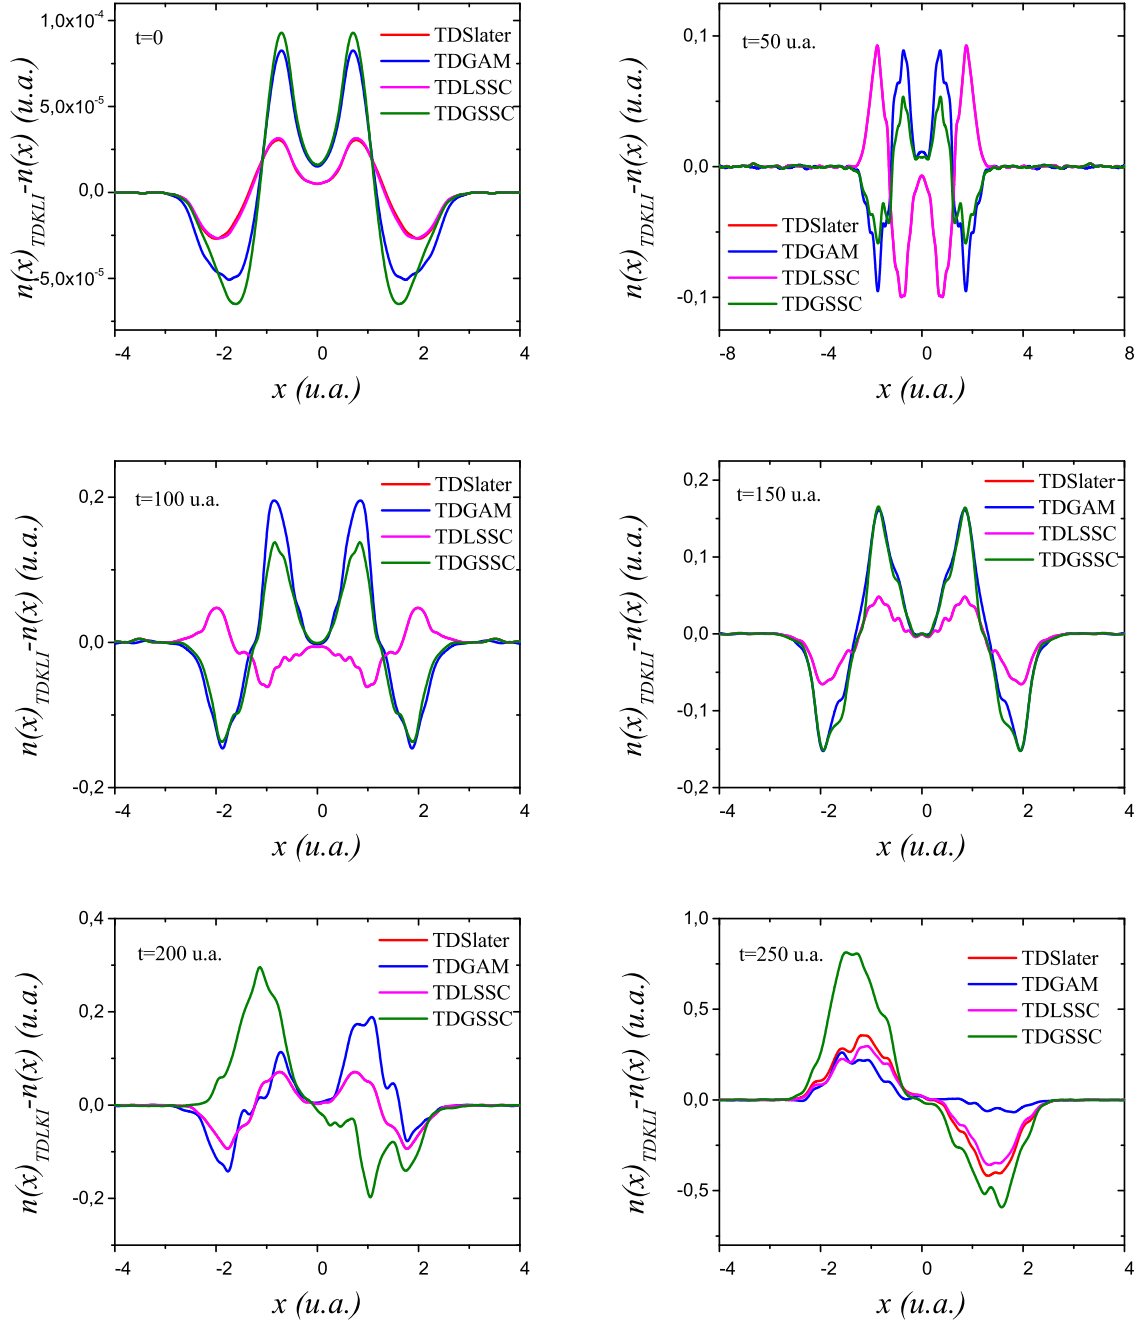 t=0
TDSlater
TDGAM
TDLSSC
TDGSSC
1,0x10⁻⁴
5,0x10⁻⁵
0,0
-5,0x10⁻⁵
-4 -2 0 2 4
n(x)TDKLI-n(x) (u.a.)
x (u.a.)
t=50 u.a.
TDSlater
TDGAM
TDLSSC
TDGSSC
0,1
0,0
-0,1
-8 -4 0 4 8
n(x)TDKLI-n(x) (u.a.)
x (u.a.)
t=100 u.a.
TDSlater
TDGAM
TDLSSC
TDGSSC
0,2
0,0
-0,2
-4 -2 0 2 4
n(x)TDKLI-n(x) (u.a.)
x (u.a.)
t=150 u.a.
TDSlater
TDGAM
TDLSSC
TDGSSC
0,2
0,1
0,0
-0,1
-0,2
-4 -2 0 2 4
n(x)TDKLI-n(x) (u.a.)
x (u.a.)
t=200 u.a.
TDSlater
TDGAM
TDLSSC
TDGSSC
0,4
0,2
0,0
-0,2
-4 -2 0 2 4
n(x)TDLKI-n(x) (u.a.)
x (u.a.)
t=250 u.a.
TDSlater
TDGAM
TDLSSC
TDGSSC
1,0
0,5
0,0
-0,5
-4 -2 0 2 4
n(x)TDKLI-n(x) (u.a.)
x (u.a.)